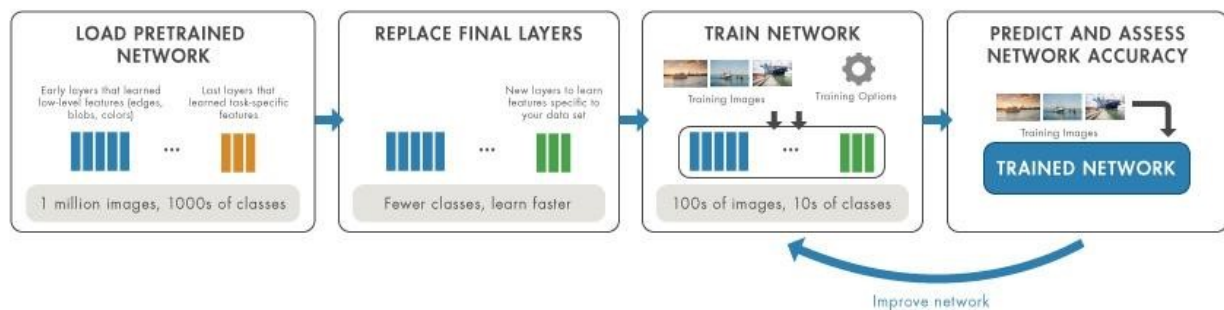 LOAD PRETRAINED
NETWORK
Early layers that learned
low-level features (edges,
blobs, colors)
Last layers that
learned task-specific
features
...
1 million images, 1000s of classes
REPLACE FINAL LAYERS
New layers to learn
features specific to
your data set
...
Fewer classes, learn faster
TRAIN NETWORK
Training Images
Training Options
...
100s of images, 10s of classes
PREDICT AND ASSESS
NETWORK ACCURACY
Training Images
TRAINED NETWORK
Improve network